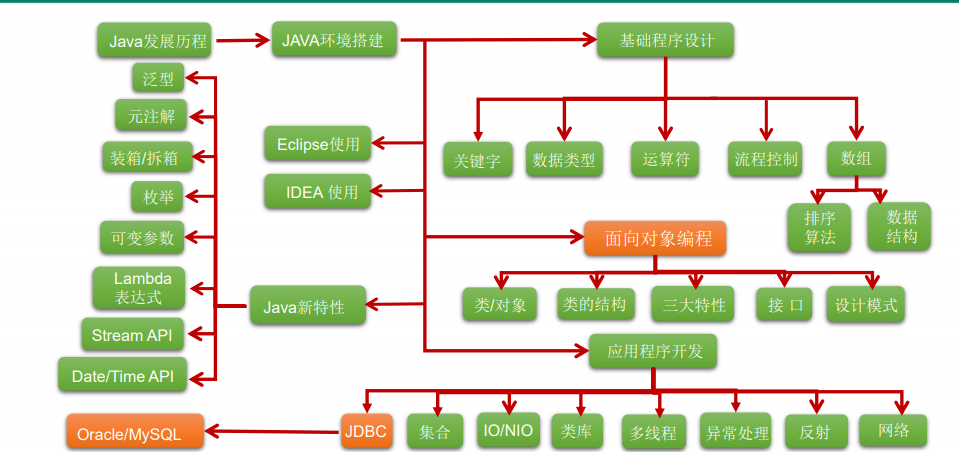 Java发展历程
JAVA环境搭建
基础程序设计
泛型
元注解
装箱/拆箱
枚举
可变参数
Lambda
表达式
Stream API
Date/Time API
Eclipse使用
IDEA 使用
Java新特性
关键字
数据类型
运算符
流程控制
数组
排序
算法
数据
结构
面向对象编程
类/对象
类的结构
三大特性
接 口
设计模式
应用程序开发
Oracle/MySQL
JDBC
集合
IO/NIO
类库
多线程
异常处理
反射
网络